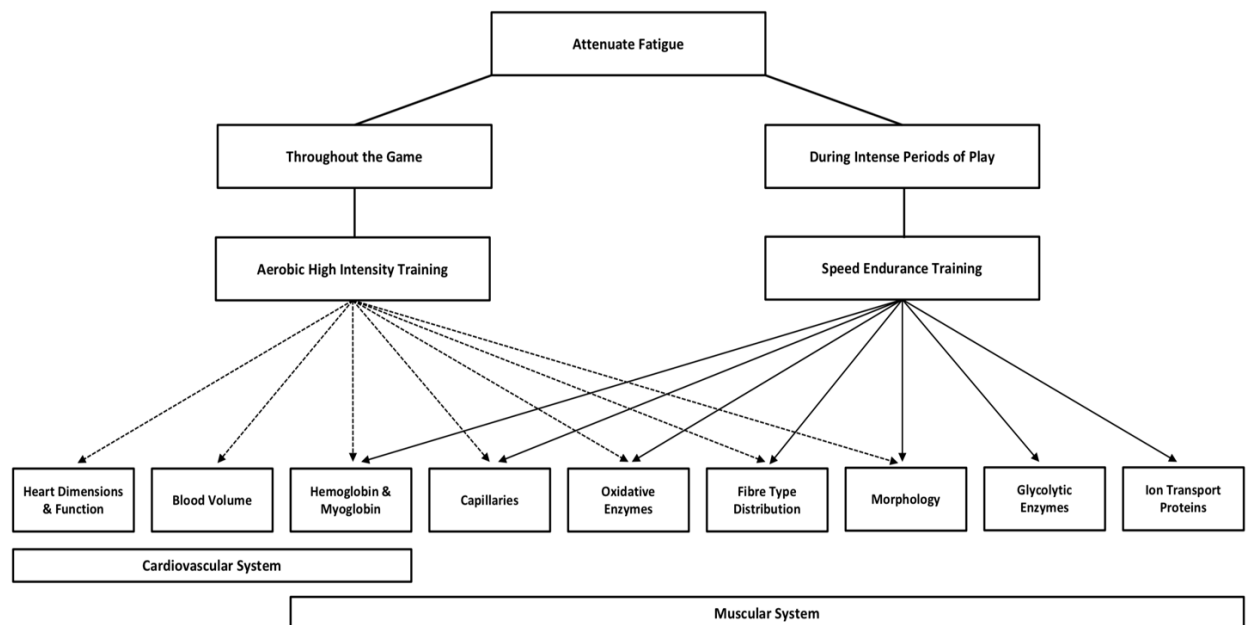 Attenuate Fatigue
Throughout the Game
During Intense Periods of Play
Aerobic High Intensity Training
Speed Endurance Training
Heart Dimensions
& Function
Blood Volume
Hemoglobin &
Myoglobin
Capillaries
Oxidative
Enzymes
Fibre Type
Distribution
Morphology
Glycolytic
Enzymes
Ion Transport
Proteins
Cardiovascular System
Muscular System